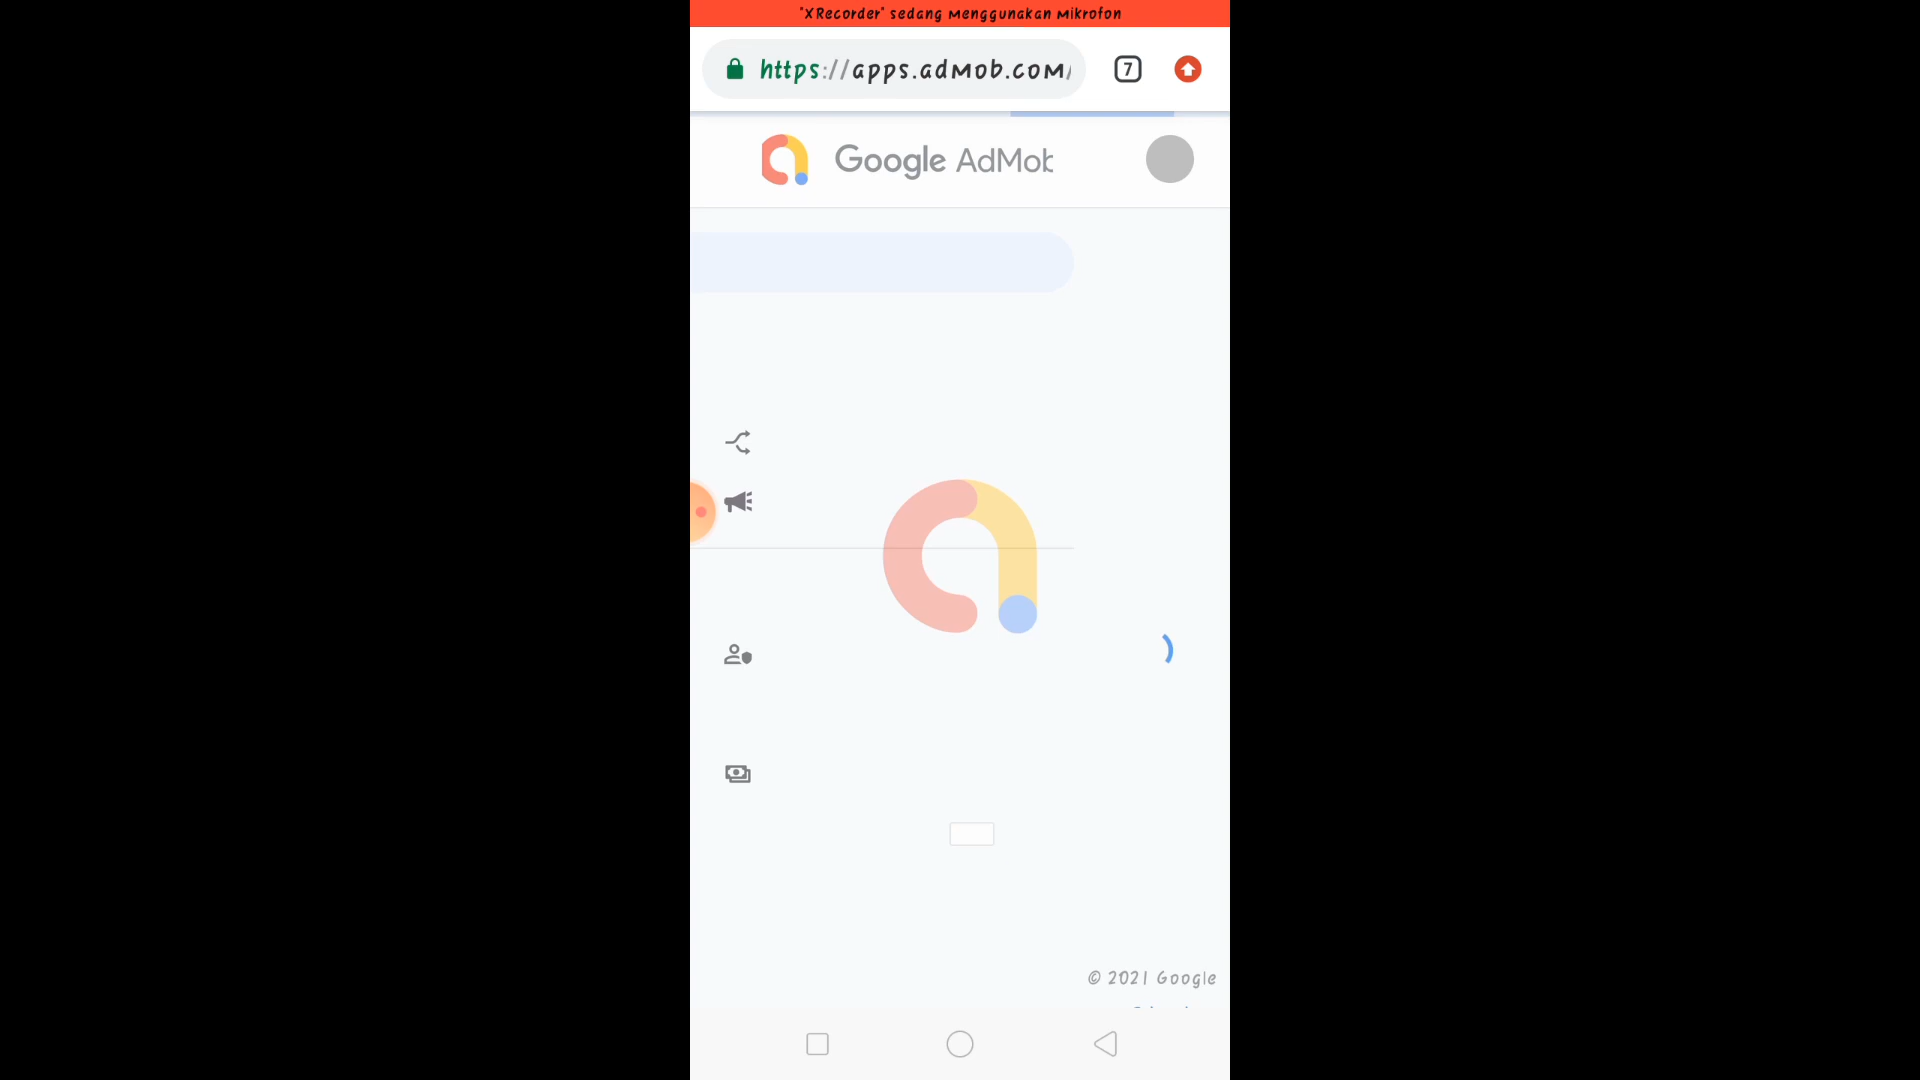 "XRecorder" sedang menggunakan mikrofon
https://apps.admob.com/
7
Google AdMob
© 2021 Google